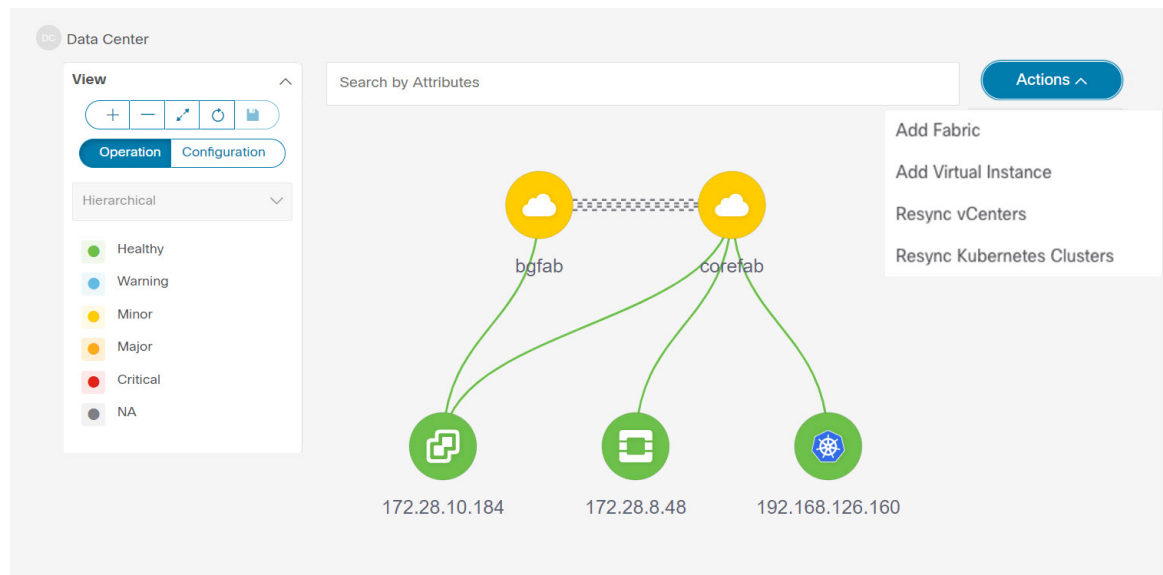 DC Data Center
View
Search by Attributes
Actions
Operation Configuration
Hierarchical
Healthy
Warning
Minor
Major
Critical
NA
Add Fabric
Add Virtual Instance
Resync vCenters
Resync Kubernetes Clusters
bgfab corefab
172.28.10.184 172.28.8.48 192.168.126.160